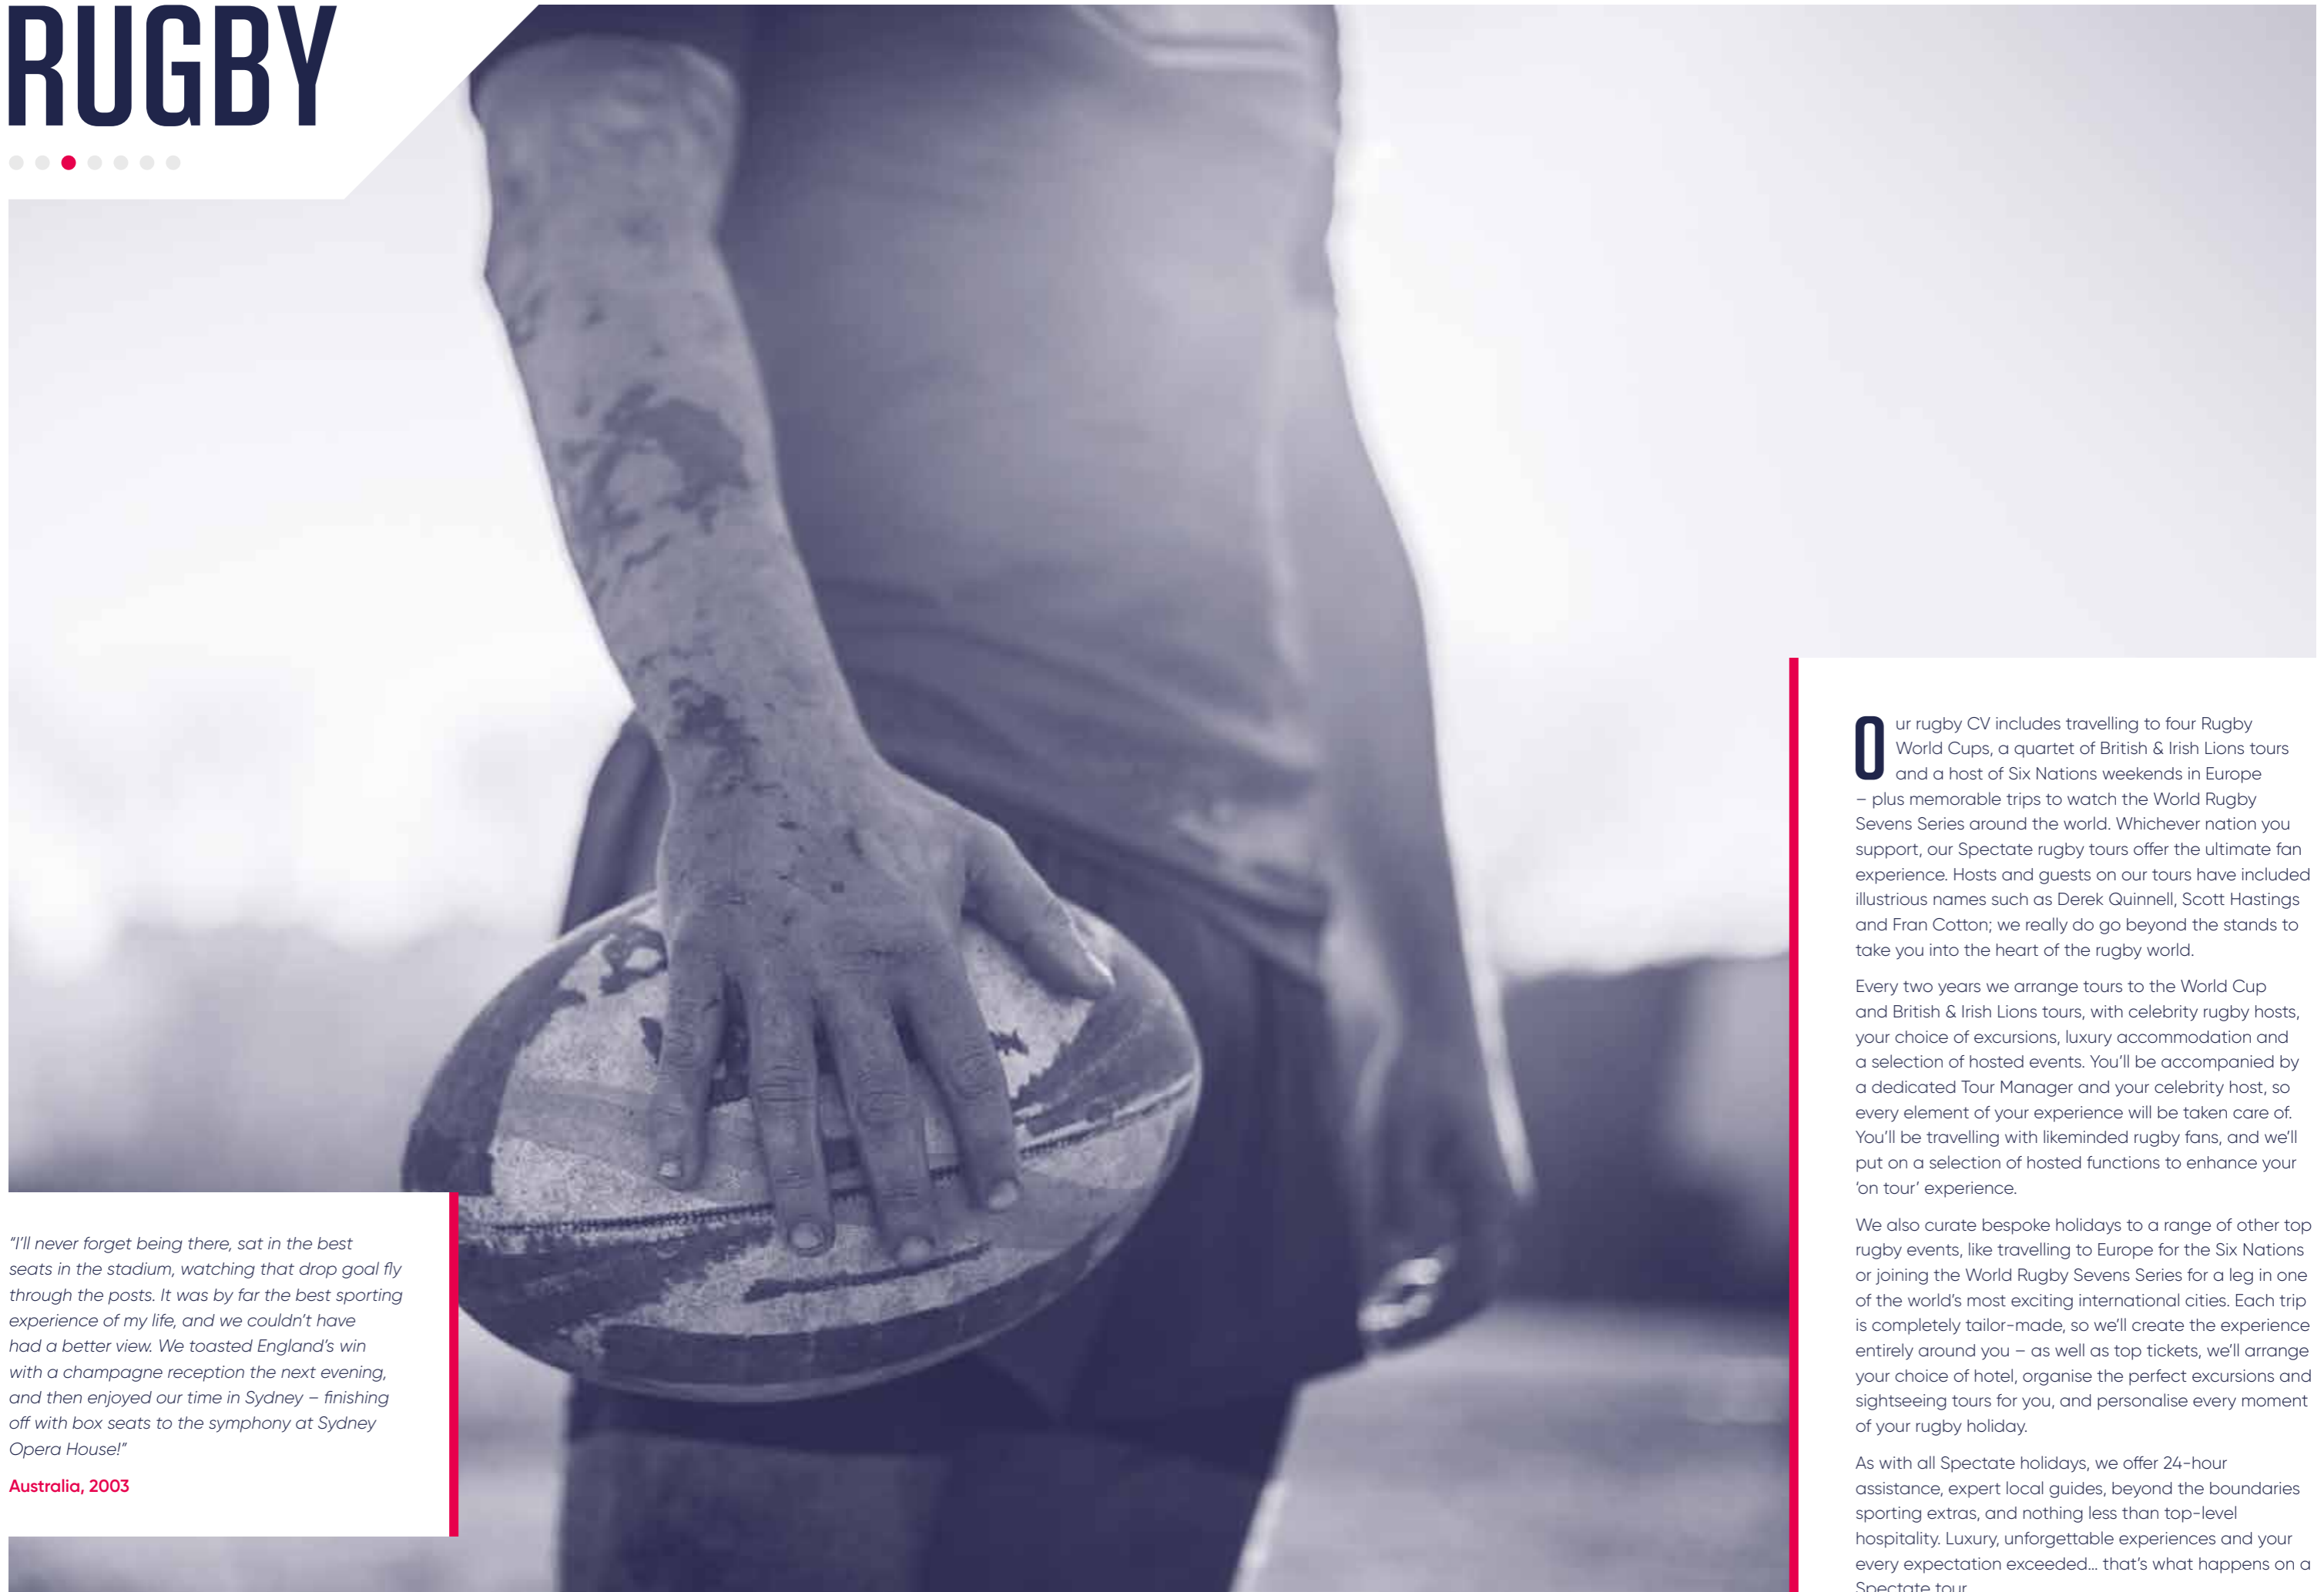 RUGBY
"I'll never forget being there, sat in the best
seats in the stadium, watching that drop goal fly
through the posts. It was by far the best sporting
experience of my life, and we couldn't have
had a better view. We toasted England's win
with a champagne reception the next evening,
and then enjoyed our time in Sydney – finishing
off with box seats to the symphony at Sydney
Opera House!"
Australia, 2003
Our rugby CV includes travelling to four Rugby
World Cups, a quartet of British & Irish Lions tours
and a host of Six Nations weekends in Europe
– plus memorable trips to watch the World Rugby
Sevens Series around the world. Whichever nation you
support, our Spectate rugby tours offer the ultimate fan
experience. Hosts and guests on our tours have included
illustrious names such as Derek Quinnell, Scott Hastings
and Fran Cotton; we really do go beyond the stands to
take you into the heart of the rugby world.
Every two years we arrange tours to the World Cup
and British & Irish Lions tours, with celebrity rugby hosts,
your choice of excursions, luxury accommodation and
a selection of hosted events. You'll be accompanied by
a dedicated Tour Manager and your celebrity host, so
every element of your experience will be taken care of.
You'll be travelling with likeminded rugby fans, and we'll
put on a selection of hosted functions to enhance your
'on tour' experience.
We also curate bespoke holidays to a range of other top
rugby events, like travelling to Europe for the Six Nations
or joining the World Rugby Sevens Series for a leg in one
of the world's most exciting international cities. Each trip
is completely tailor-made, so we'll create the experience
entirely around you – as well as top tickets, we'll arrange
your choice of hotel, organise the perfect excursions and
sightseeing tours for you, and personalise every moment
of your rugby holiday.
As with all Spectate holidays, we offer 24-hour
assistance, expert local guides, beyond the boundaries
sporting extras, and nothing less than top-level
hospitality. Luxury, unforgettable experiences and your
every expectation exceeded... that's what happens on a
Spectate tour.